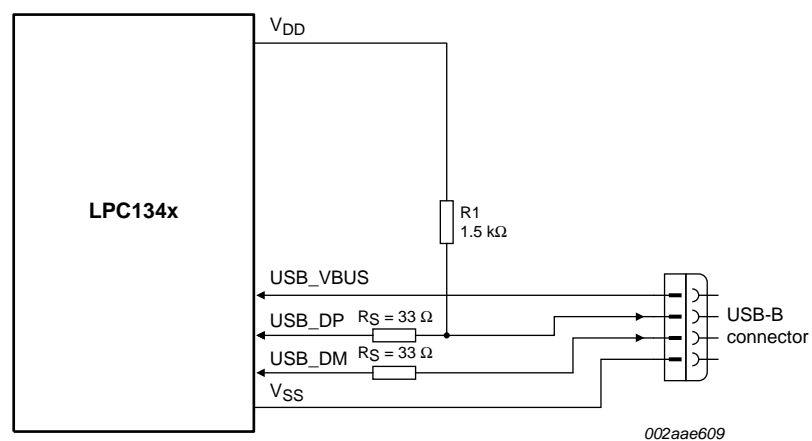 VDD
LPC134x
R1
1.5 kΩ
USB_VBUS
USB_DP RS = 33 Ω
USB-B
connector
USB_DM RS = 33 Ω
VSS
002aae609